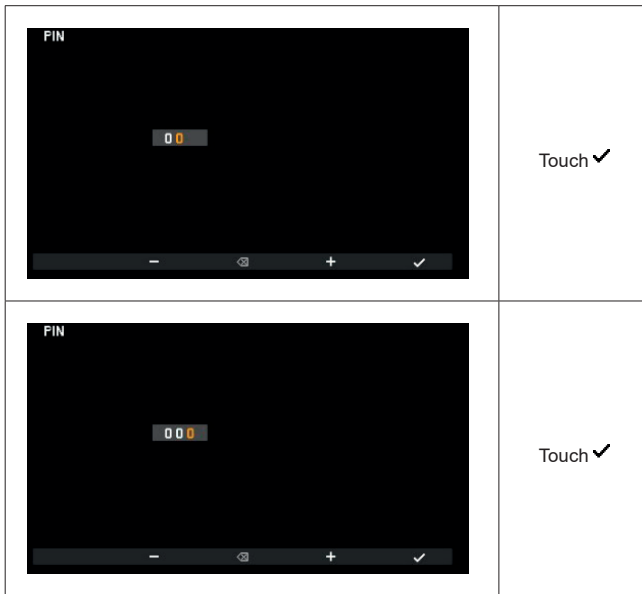 PIN
00
Touch ✓
− ⌫ + ✓
PIN
000
Touch ✓
− ⌫ + ✓